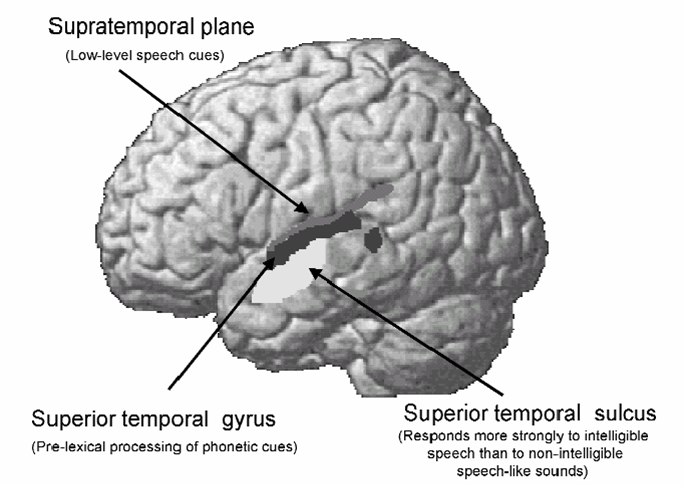 Supratemporal plane
(Low-level speech cues)
Superior temporal gyrus
(Pre-lexical processing of phonetic cues)
Superior temporal sulcus
(Responds more strongly to intelligible
speech than to non-intelligible
speech-like sounds)